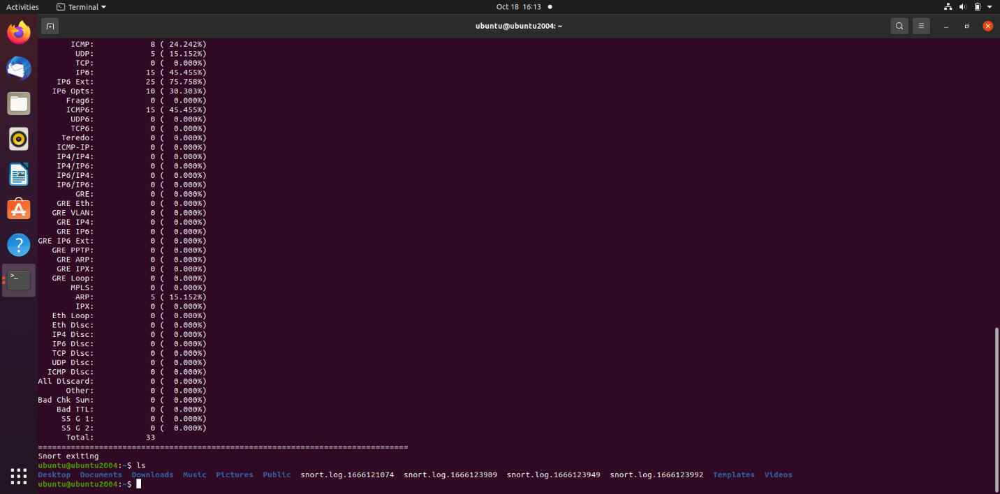 Activities Terminal Oct 18 16:13
ubuntu@ubuntu2004: ~
ICMP: 8 ( 24.242%)
UDP: 5 ( 15.152%)
TCP: 0 ( 0.000%)
IP6: 15 ( 45.455%)
IP6 Ext: 25 ( 75.758%)
IP6 Opts: 10 ( 30.303%)
Frag6: 0 ( 0.000%)
ICMP6: 15 ( 45.455%)
UDP6: 0 ( 0.000%)
TCP6: 0 ( 0.000%)
Teredo: 0 ( 0.000%)
ICMP-IP: 0 ( 0.000%)
IP4/IP4: 0 ( 0.000%)
IP4/IP6: 0 ( 0.000%)
IP6/IP4: 0 ( 0.000%)
IP6/IP6: 0 ( 0.000%)
GRE: 0 ( 0.000%)
GRE Eth: 0 ( 0.000%)
GRE VLAN: 0 ( 0.000%)
GRE IP4: 0 ( 0.000%)
GRE IP6: 0 ( 0.000%)
GRE IP6 Ext: 0 ( 0.000%)
GRE PPTP: 0 ( 0.000%)
GRE ARP: 0 ( 0.000%)
GRE IPX: 0 ( 0.000%)
GRE Loop: 0 ( 0.000%)
MPLS: 0 ( 0.000%)
ARP: 5 ( 15.152%)
IPX: 0 ( 0.000%)
Eth Loop: 0 ( 0.000%)
Eth Disc: 0 ( 0.000%)
IP4 Disc: 0 ( 0.000%)
IP6 Disc: 0 ( 0.000%)
TCP Disc: 0 ( 0.000%)
UDP Disc: 0 ( 0.000%)
ICMP Disc: 0 ( 0.000%)
All Discard: 0 ( 0.000%)
Other: 0 ( 0.000%)
Bad Chk Sum: 0 ( 0.000%)
Bad TTL: 0 ( 0.000%)
S5 G 1: 0 ( 0.000%)
S5 G 2: 0 ( 0.000%)
Total: 33
===============================================================================
Snort exiting
ubuntu@ubuntu2004:~$ ls
Desktop Documents Downloads Music Pictures Public snort.log.1666121074 snort.log.1666123909 snort.log.1666123949 snort.log.1666123992 Templates Videos
ubuntu@ubuntu2004:~$